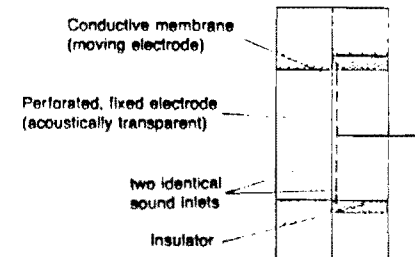 Conductive membrane
(moving electrode)
Perforated, fixed electrode
(acoustically transparent)
two identical
sound inlets
Insulator